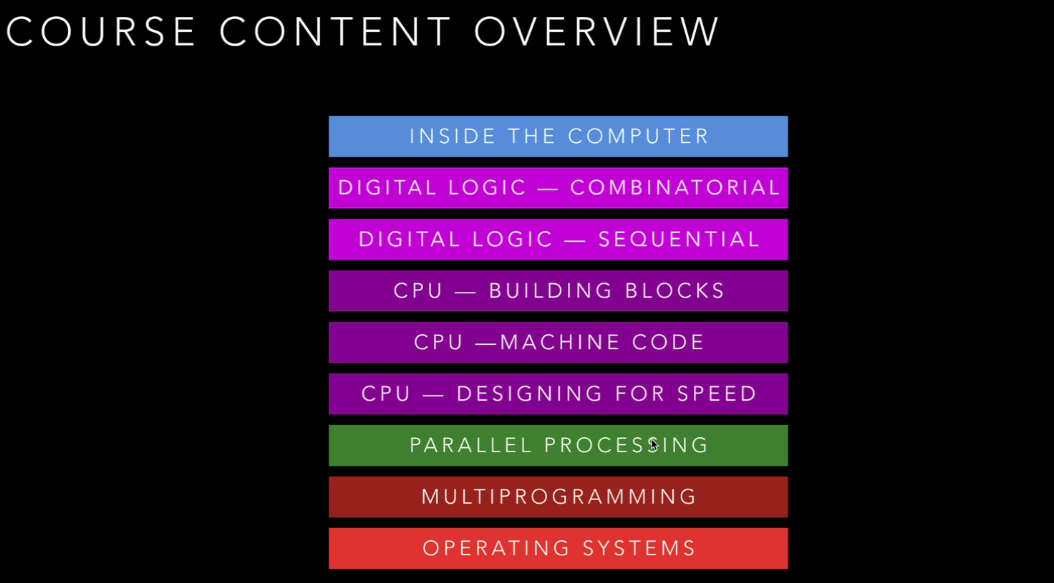 COURSE CONTENT OVERVIEW
INSIDE THE COMPUTER
DIGITAL LOGIC — COMBINATORIAL
DIGITAL LOGIC — SEQUENTIAL
CPU — BUILDING BLOCKS
CPU —MACHINE CODE
CPU — DESIGNING FOR SPEED
PARALLEL PROCESSING
MULTIPROGRAMMING
OPERATING SYSTEMS